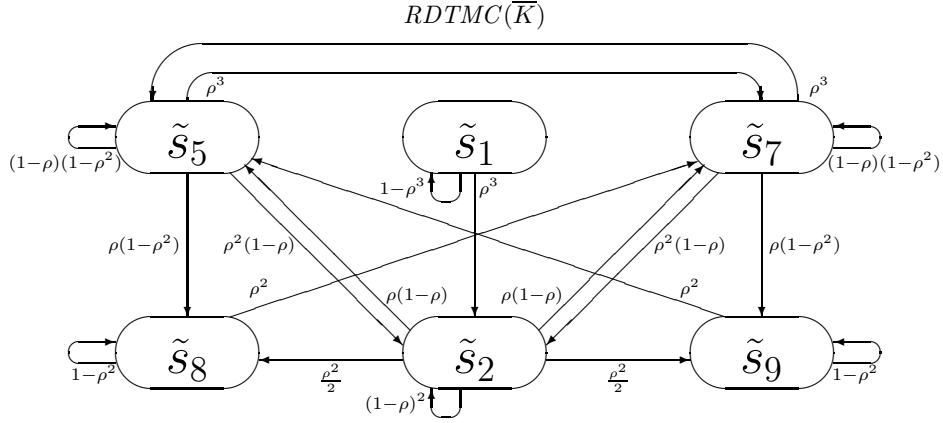 RDTMC(K̅)
ρ³ ρ³
s̃₅ s̃₁ s̃₇
(1−ρ)(1−ρ²) (1−ρ)(1−ρ²)
1−ρ³ ρ³
ρ(1−ρ²) ρ²(1−ρ) ρ²(1−ρ) ρ(1−ρ²)
ρ² ρ(1−ρ) ρ(1−ρ) ρ²
s̃₈ s̃₂ s̃₉
1−ρ² ρ²/2 ρ²/2 1−ρ²
(1−ρ)²